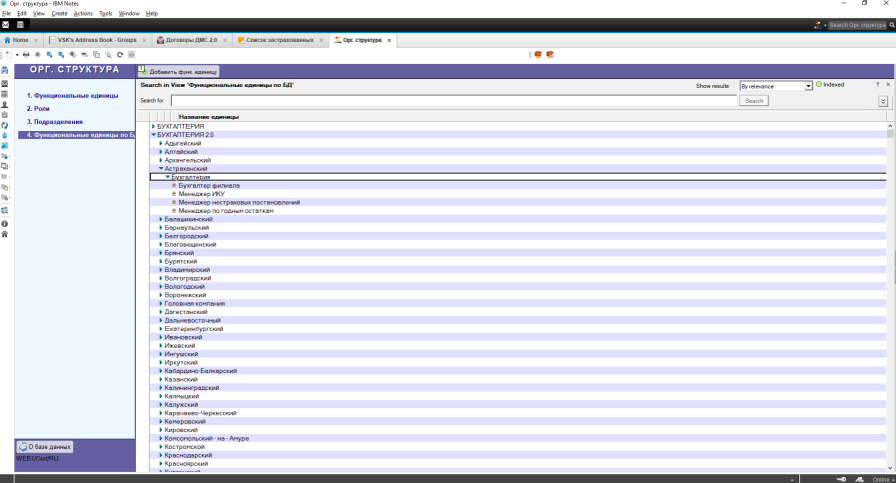 Орг. структура - IBM Notes
File Edit View Create Actions Tools Window Help
Search Орг. структура
Home
VSK's Address Book - Groups
Договоры ДМС 2.0
Список застрахованных
Орг. структура
ОРГ. СТРУКТУРА
1. Функциональные единицы
2. Роли
3. Подразделения
4. Функциональные единицы по Б
О базе данных
WEB1/Ced/RU
Добавить функ. единицу
Search in View 'Функциональные единицы по БД'
Show results By relevance Indexed
Search for Search
Название единицы
БУХГАЛТЕРИЯ
БУХГАЛТЕРИЯ 2.0
Адыгейский
Алтайский
Архангельский
Астраханский
Бухгалтерия
Бухгалтер филиала
Менеджер ИКУ
Менеджер нестраховых постановлений
Менеджер по годным остаткам
Балашихинский
Барнаульский
Белгородский
Благовещенский
Брянский
Бурятский
Владимирский
Волгоградский
Вологодский
Воронежский
Головная компания
Дагестанский
Дальневосточный
Екатеринбургский
Ивановский
Ижевский
Ингушский
Иркутский
Кабардино-Балкарский
Казанский
Калининградский
Калмыцкий
Калужский
Карачаево-Черкесский
Кемеровский
Кировский
Комсомольский - на - Амуре
Костромской
Краснодарский
Красноярский
Online